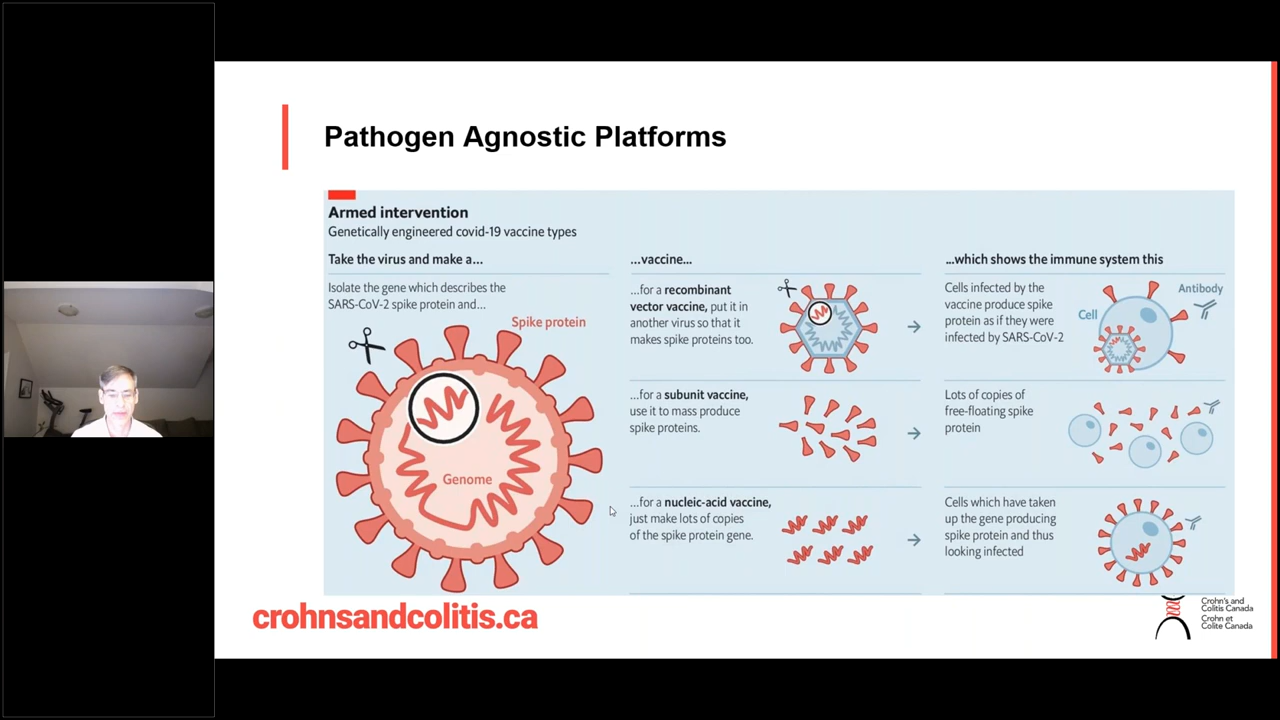 Pathogen Agnostic Platforms
Armed intervention
Genetically engineered covid-19 vaccine types
Take the virus and make a...
Isolate the gene which describes the
SARS-CoV-2 spike protein and...
Spike protein
Genome
...vaccine...
...for a recombinant
vector vaccine, put it in
another virus so that it
makes spike proteins too.
...for a subunit vaccine,
use it to mass produce
spike proteins.
...for a nucleic-acid vaccine,
just make lots of copies
of the spike protein gene.
...which shows the immune system this
Cells infected by the
vaccine produce spike
protein as if they were
infected by SARS-CoV-2
Cell
Antibody
Lots of copies of
free-floating spike
protein
Cells which have taken
up the gene producing
spike protein and thus
looking infected
crohnsandcolitis.ca
Crohn's and
Colitis Canada
Crohn et
Colite Canada